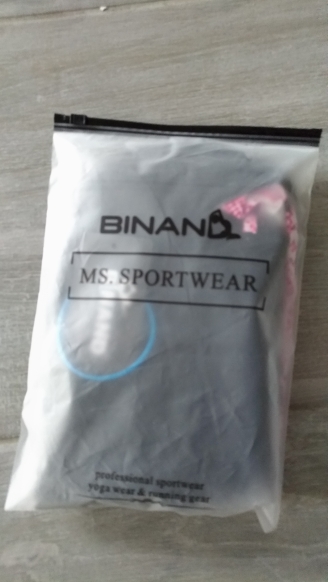 BINAND
MS. SPORTWEAR
professional sportwear
yoga wear & running gear